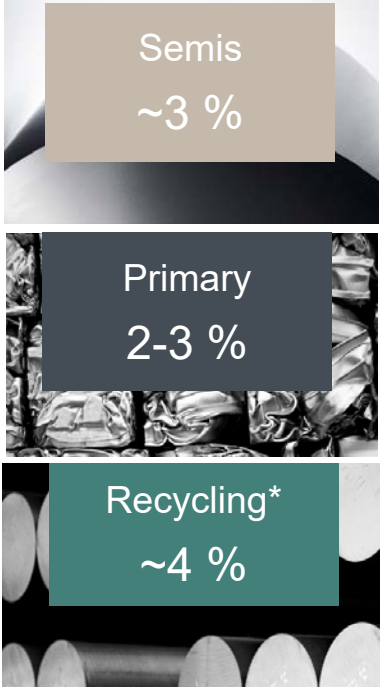 Semis
~3 %
Primary
2-3 %
Recycling*
~4 %